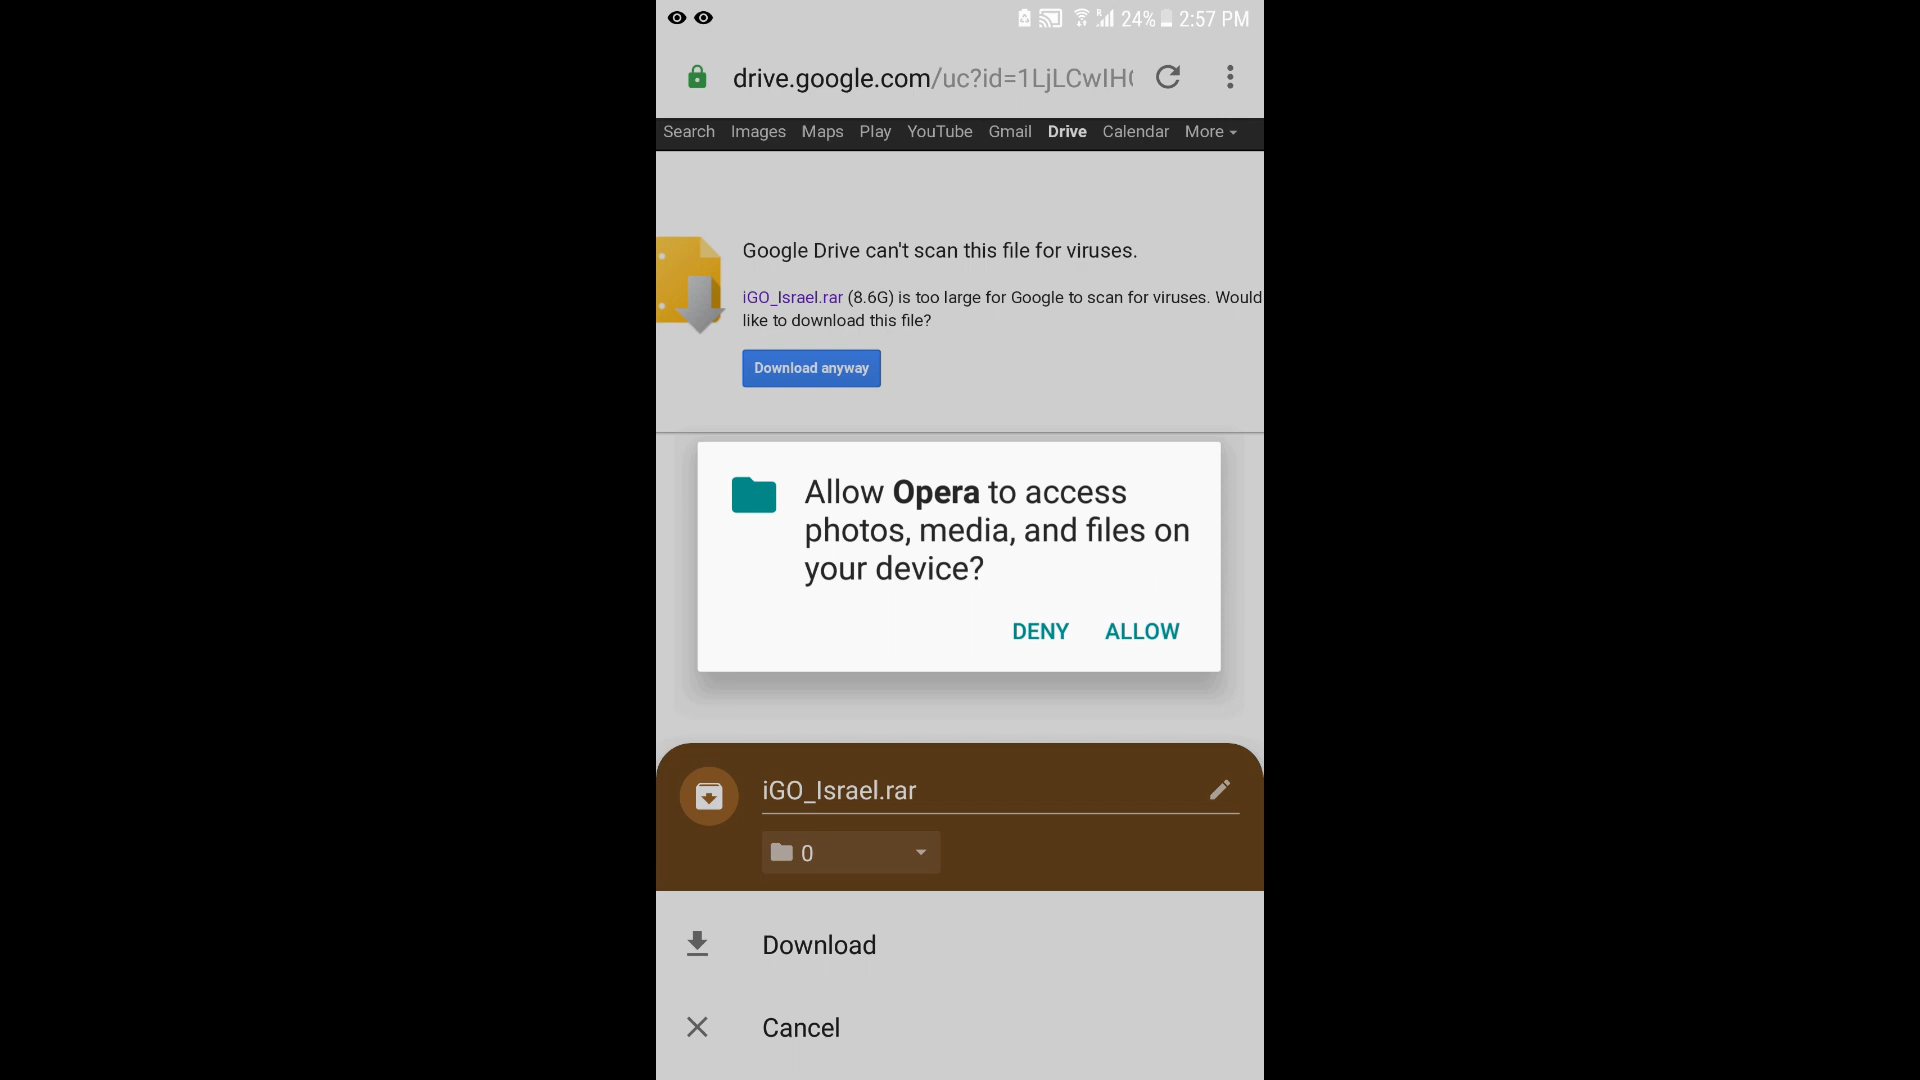 24% 2:57 PM
drive.google.com/uc?id=1LjLCwIH
Search Images Maps Play YouTube Gmail Drive Calendar More
Google Drive can't scan this file for viruses.
iGO_Israel.rar (8.6G) is too large for Google to scan for viruses. Would
like to download this file?
Download anyway
Allow Opera to access
photos, media, and files on
your device?
DENY ALLOW
iGO_Israel.rar
0
Download
Cancel